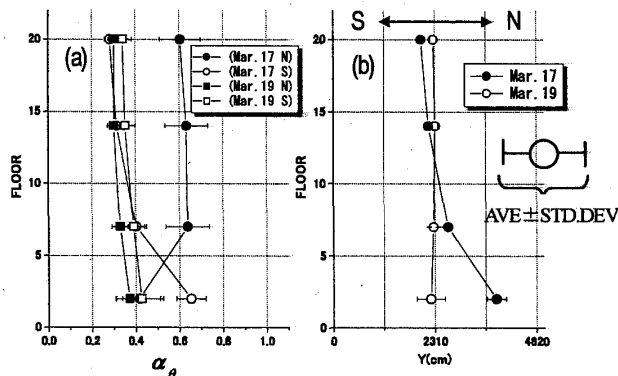 S N
20
(a)
(Mar. 17 N)
(Mar. 17 S)
(Mar. 19 N)
(Mar. 19 S)
15
FLOOR
10
5
0
0.0 0.2 0.4 0.6 0.8 1.0
αθ
20
(b)
Mar. 17
Mar. 19
15
FLOOR
10
5
0
0 2310 4620
Y(cm)
AVE±STD.DEV